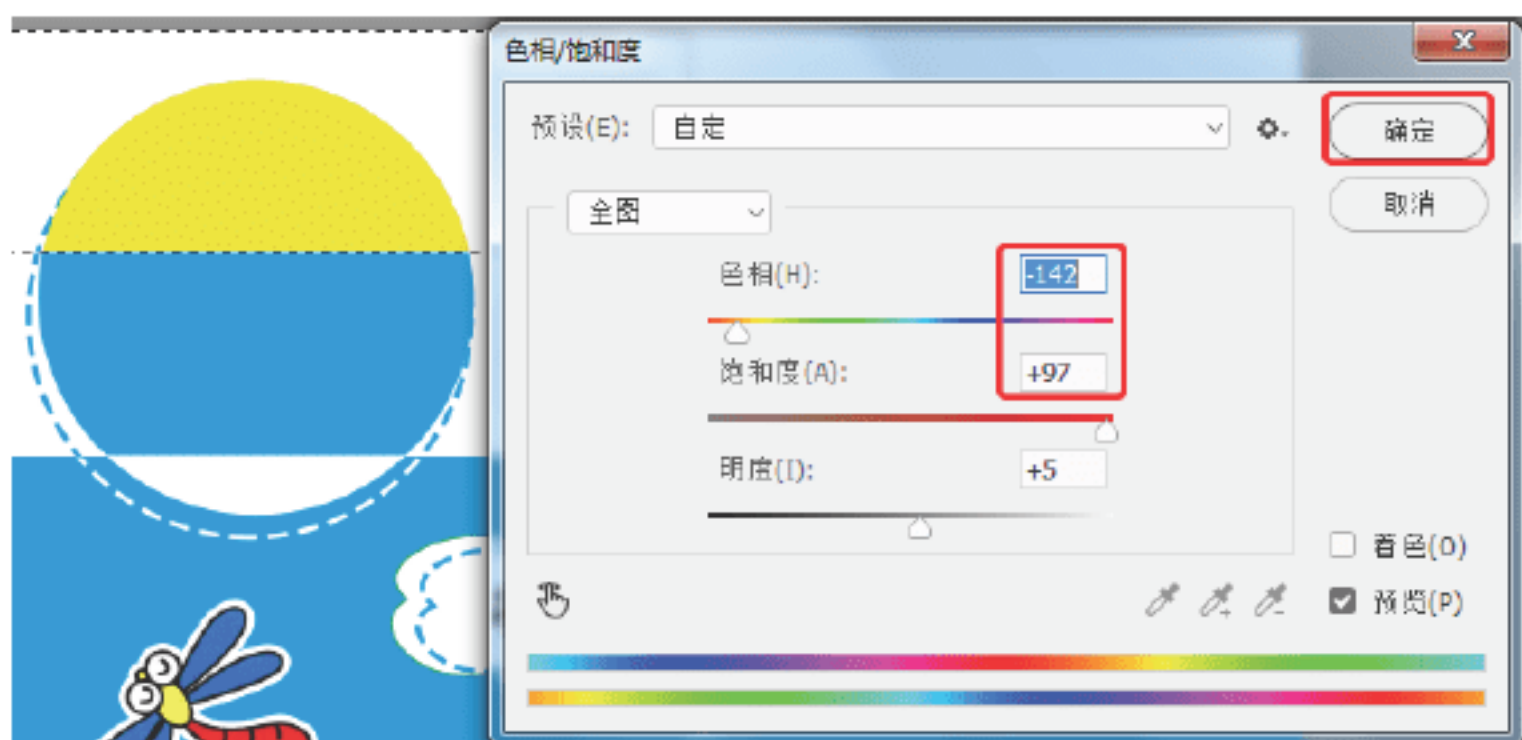 色相/饱和度
预设(E): 自定
确定
取消
全图
色相(H): -142
饱和度(A): +97
明度(I): +5
着色(O)
预览(P)